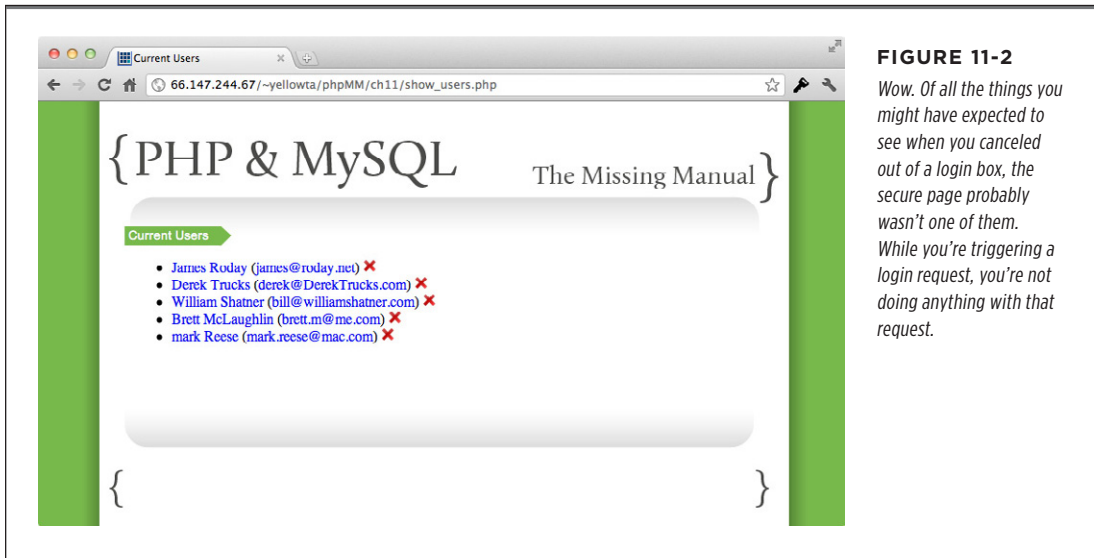 Current Users
66.147.244.67/~yellowta/phpMM/ch11/show_users.php
{PHP & MySQL
The Missing Manual}
Current Users
• James Roday (james@roday.net)
• Derek Trucks (derek@DerekTrucks.com)
• William Shatner (bill@williamshatner.com)
• Brett McLaughlin (brett.m@me.com)
• mark Reese (mark.reese@mac.com)
{ }
FIGURE 11-2
Wow. Of all the things you
might have expected to
see when you canceled
out of a login box, the
secure page probably
wasn't one of them.
While you're triggering a
login request, you're not
doing anything with that
request.